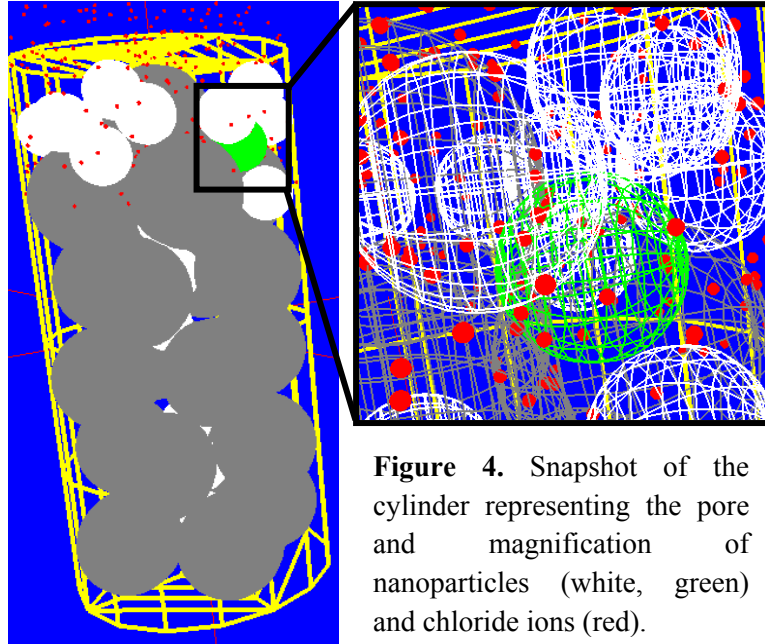 Figure 4. Snapshot of the
cylinder representing the pore
and magnification of
nanoparticles (white, green)
and chloride ions (red).